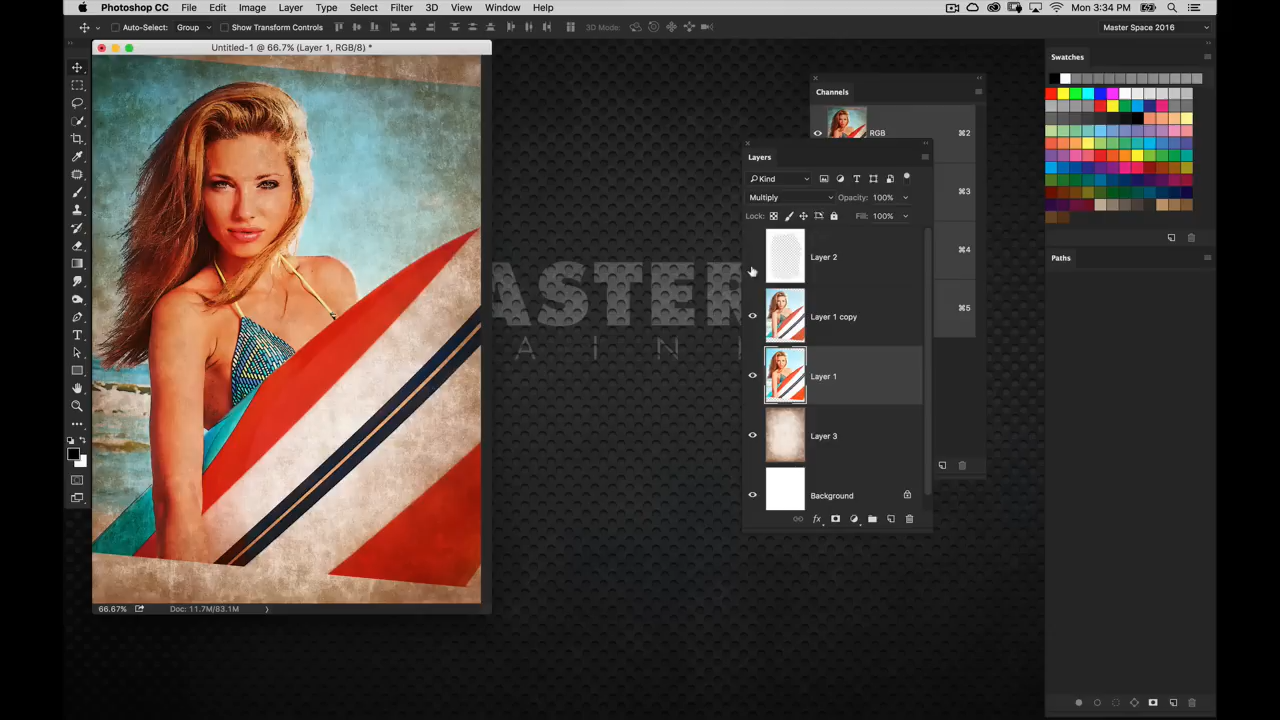 Photoshop CC File Edit Image Layer Type Select Filter 3D View Window Help Mon 3:34 PM
Auto-Select: Group Show Transform Controls 3D Mode: Master Space 2016
Untitled-1 @ 66.7% (Layer 1, RGB/8) *
Swatches
Channels
RGB ⌘2
Layers
Kind
⌘3
Multiply Opacity: 100%
Lock: Fill: 100%
⌘4
Layer 2
Paths
ASTER
⌘5
Layer 1 copy
A I N I
Layer 1
Layer 3
Background
fx
66.67% Doc: 11.7M/83.1M